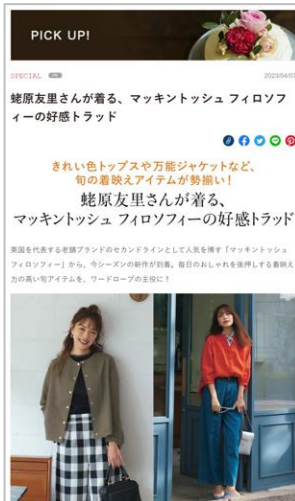 PICK UP!
SPECIAL PR
2023/04/07
蛯原友里さんが着る、マッキントッシュ フィロソフ
ィーの好感トラッド
きれい色トップスや万能ジャケットなど、
旬の着映えアイテムが勢揃い！
蛯原友里さんが着る、
マッキントッシュ フィロソフィーの好感トラッド
英国を代表する老舗ブランドのセカンドラインとして人気を博す「マッキントッシュ
フィロソフィー」から、今シーズンの新作が到着。毎日のおしゃれを後押しする着映え
力の高い旬アイテムを、ワードローブの主役に！